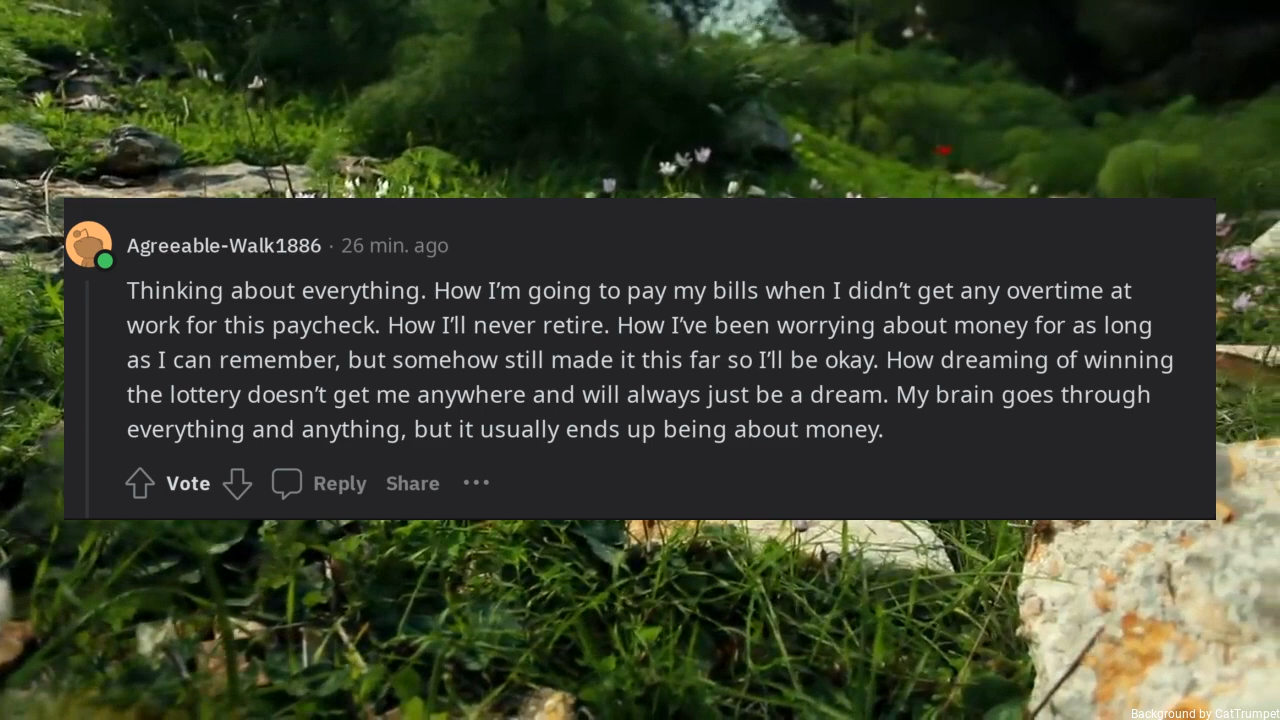 Agreeable-Walk1886 · 26 min. ago
Thinking about everything. How I’m going to pay my bills when I didn’t get any overtime at
work for this paycheck. How I’ll never retire. How I’ve been worrying about money for as long
as I can remember, but somehow still made it this far so I’ll be okay. How dreaming of winning
the lottery doesn’t get me anywhere and will always just be a dream. My brain goes through
everything and anything, but it usually ends up being about money.
Vote Reply Share •••
Background by CatTrumpet